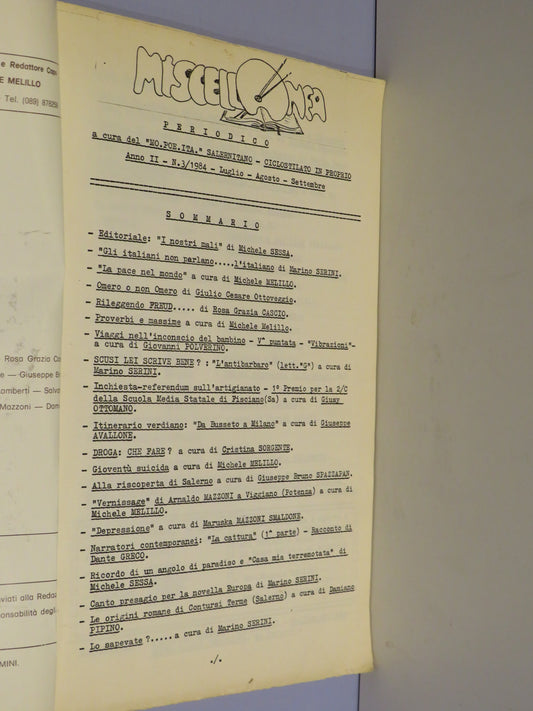 e Redattore Capo
E MELILLO
Tel. (089) 87825
Rosa Grazia Ca
e — Giuseppe B
amberti — Salva
Mazzoni — Dam
nviati alla Redaz
ponsabilità degl
MINI.
MISCELLANEA
PERIODICO
a cura del "MO.POE.ITA." SALERNITANO - CICLOSTILATO IN PROPRIO
Anno II - N.3/1984 - Luglio - Agosto - Settembre
SOMMARIO
- Editoriale: "I nostri mali" di Michele SESSA.
- "Gli italiani non parlano.....l'italiano di Marino SERINI.
- "La pace nel mondo" a cura di Michele MELILLO.
- Omero o non Omero di Giulio Cesare Ottoveggio.
- Rileggendo FREUD..... di Rosa Grazia CASCIO.
- Proverbi e massime a cura di Michele Melillo.
- Viaggi nell'inconscio del bambino - V° puntata - "Vibrazioni"-
a cura di Giovanni POLVERINO.
- SCUSI LEI SCRIVE BENE? : "L'antibarbaro" (lett."G") a cura di
Marino SERINI.
- Inchiesta-referendum sull'artigianato - 1° Premio per la 2/C
della Scuola Media Statale di Fisciano(Sa) a cura di Giusy
OTTOMANO.
- Itinerario verdiano: "Da Busseto a Milano" a cura di Giuseppe
AVALLONE.
- DROGA: CHE FARE? a cura di Cristina SORGENTE.
- Gioventù suicida a cura di Michele MELILLO.
- Alla riscoperta di Salerno a cura di Giuseppe Bruno SPAZZAPAN.
- "Vernissage" di Arnaldo MAZZONI a Viggiano (Potenza) a cura di
Michele MELILLO.
- "Depressione" a cura di Maruska MAZZONI SMALDONE.
- Narratori contemporanei: "La cattura" (1° parte) - Racconto di
Dante GRECO.
- Ricordo di un angolo di paradiso e "Casa mia terremotata" di
Michele SESSA.
- Canto presagio per la novella Europa di Marino SERINI.
- Le origini romane di Contursi Terme (Salerno) a cura di Damiano
PIPINO.
- Lo sapevate?.....a cura di Marino SERINI.
./.